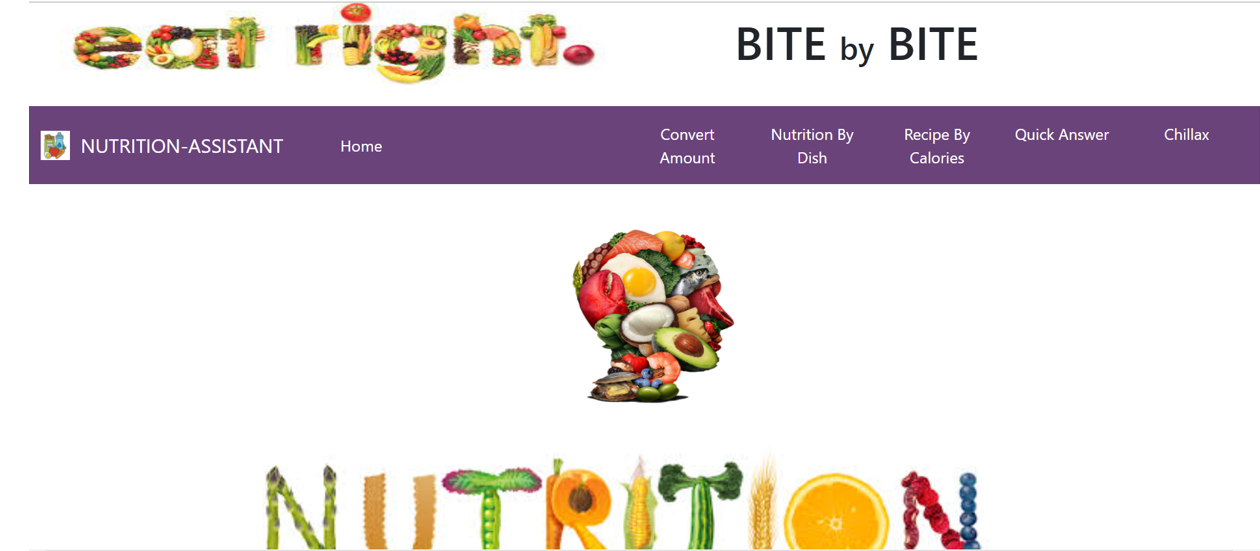 eat right.
BITE by BITE
NUTRITION-ASSISTANT
Home
Convert
Amount
Nutrition By
Dish
Recipe By
Calories
Quick Answer
Chillax
NUTRITION